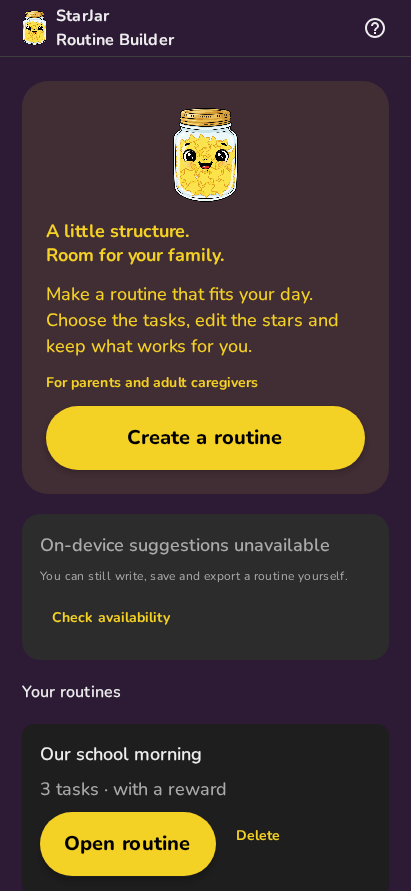 StarJar
Routine Builder
A little structure.
Room for your family.
Make a routine that fits your day.
Choose the tasks, edit the stars and
keep what works for you.
For parents and adult caregivers
Create a routine
On-device suggestions unavailable
You can still write, save and export a routine yourself.
Check availability
Your routines
Our school morning
3 tasks · with a reward
Open routine
Delete